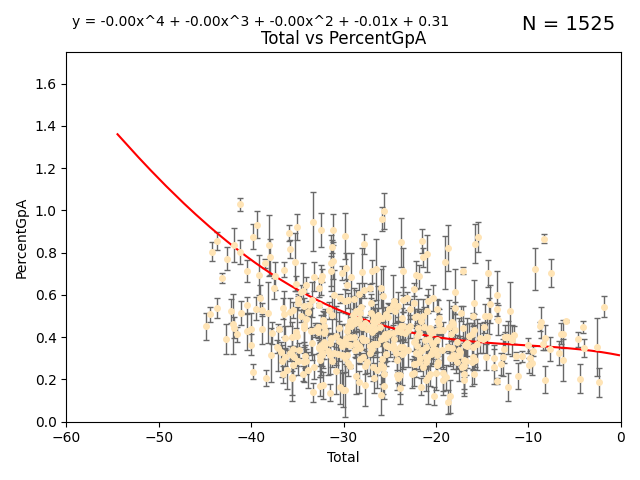 y = -0.00x^4 + -0.00x^3 + -0.00x^2 + -0.01x + 0.31
N = 1525
Total vs PercentGpA
PercentGpA
1.6
1.4
1.2
1.0
0.8
0.6
0.4
0.2
0.0
−60 −50 −40 −30 −20 −10 0
Total